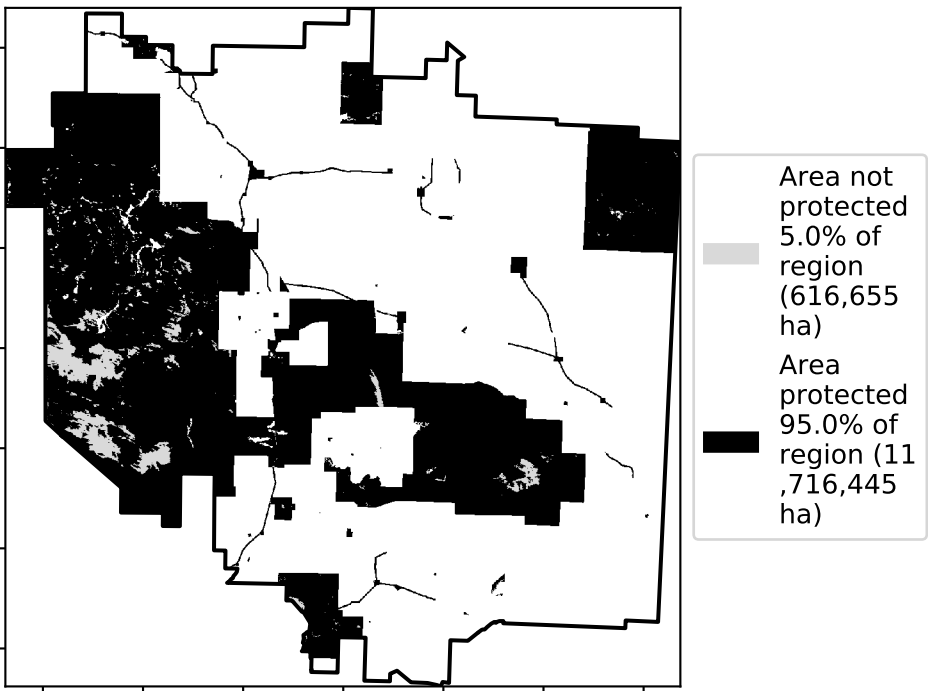 Area not
protected
5.0% of
region
(616,655
ha)
Area
protected
95.0% of
region (11
,716,445
ha)